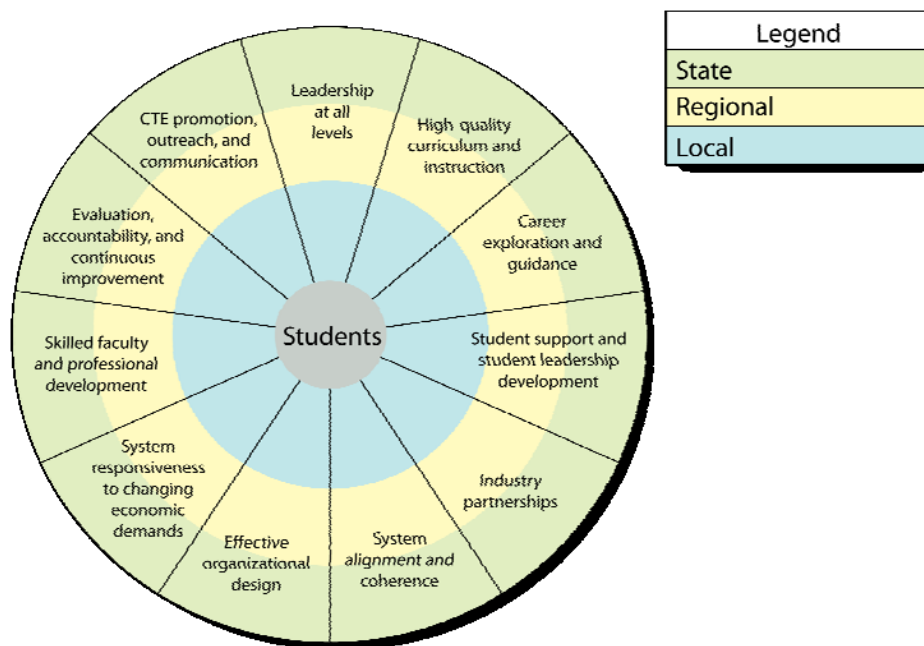 Legend
State
Regional
Local
Leadership
at all
levels
High-quality
curriculum and
instruction
Career
exploration and
guidance
Student support and
student leadership
development
Industry
partnerships
System
alignment and
coherence
Effective
organizational
design
System
responsiveness
to changing
economic
demands
Skilled faculty
and professional
development
Evaluation,
accountability, and
continuous
improvement
CTE promotion,
outreach, and
communication
Students